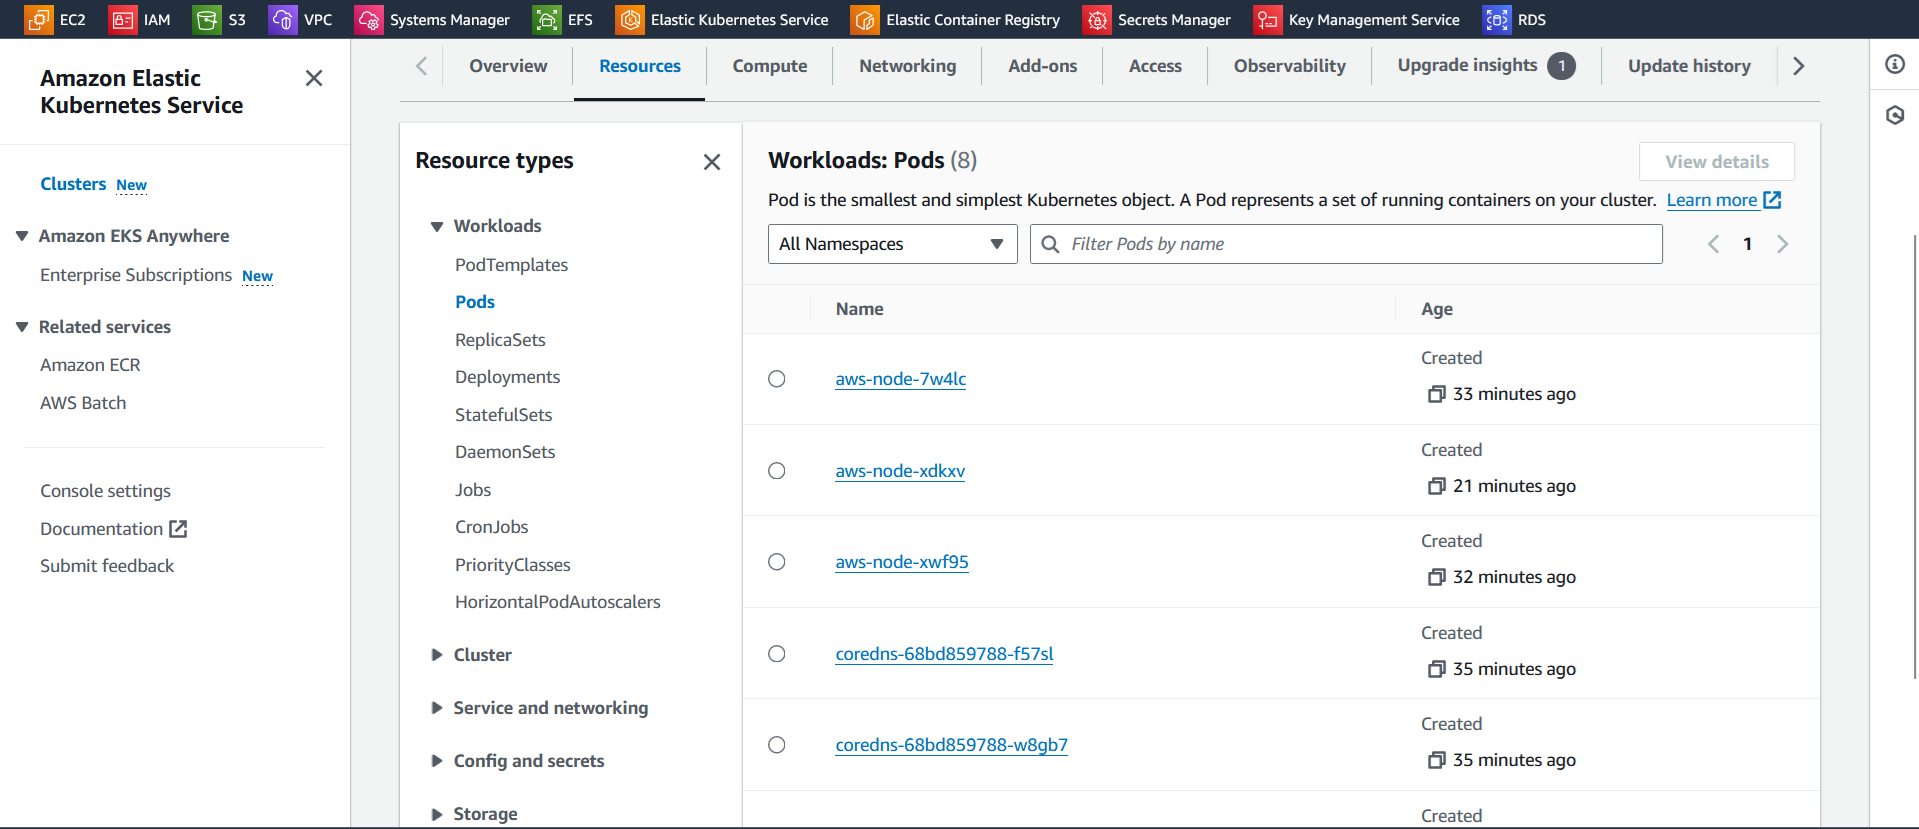 EC2 IAM S3 VPC Systems Manager EFS Elastic Kubernetes Service Elastic Container Registry Secrets Manager Key Management Service RDS
Amazon Elastic
Kubernetes Service
Clusters New
Amazon EKS Anywhere
Enterprise Subscriptions New
Related services
Amazon ECR
AWS Batch
Console settings
Documentation
Submit feedback
Overview Resources Compute Networking Add-ons Access Observability Upgrade insights 1 Update history
Resource types
Workloads
PodTemplates
Pods
ReplicaSets
Deployments
StatefulSets
DaemonSets
Jobs
CronJobs
PriorityClasses
HorizontalPodAutoscalers
Cluster
Service and networking
Config and secrets
Storage
Workloads: Pods (8)
View details
Pod is the smallest and simplest Kubernetes object. A Pod represents a set of running containers on your cluster. Learn more
All Namespaces
Filter Pods by name
1
Name Age
aws-node-7w4lc
Created
33 minutes ago
aws-node-xdkxv
Created
21 minutes ago
aws-node-xwf95
Created
32 minutes ago
coredns-68bd859788-f57sl
Created
35 minutes ago
coredns-68bd859788-w8gb7
Created
35 minutes ago
Created